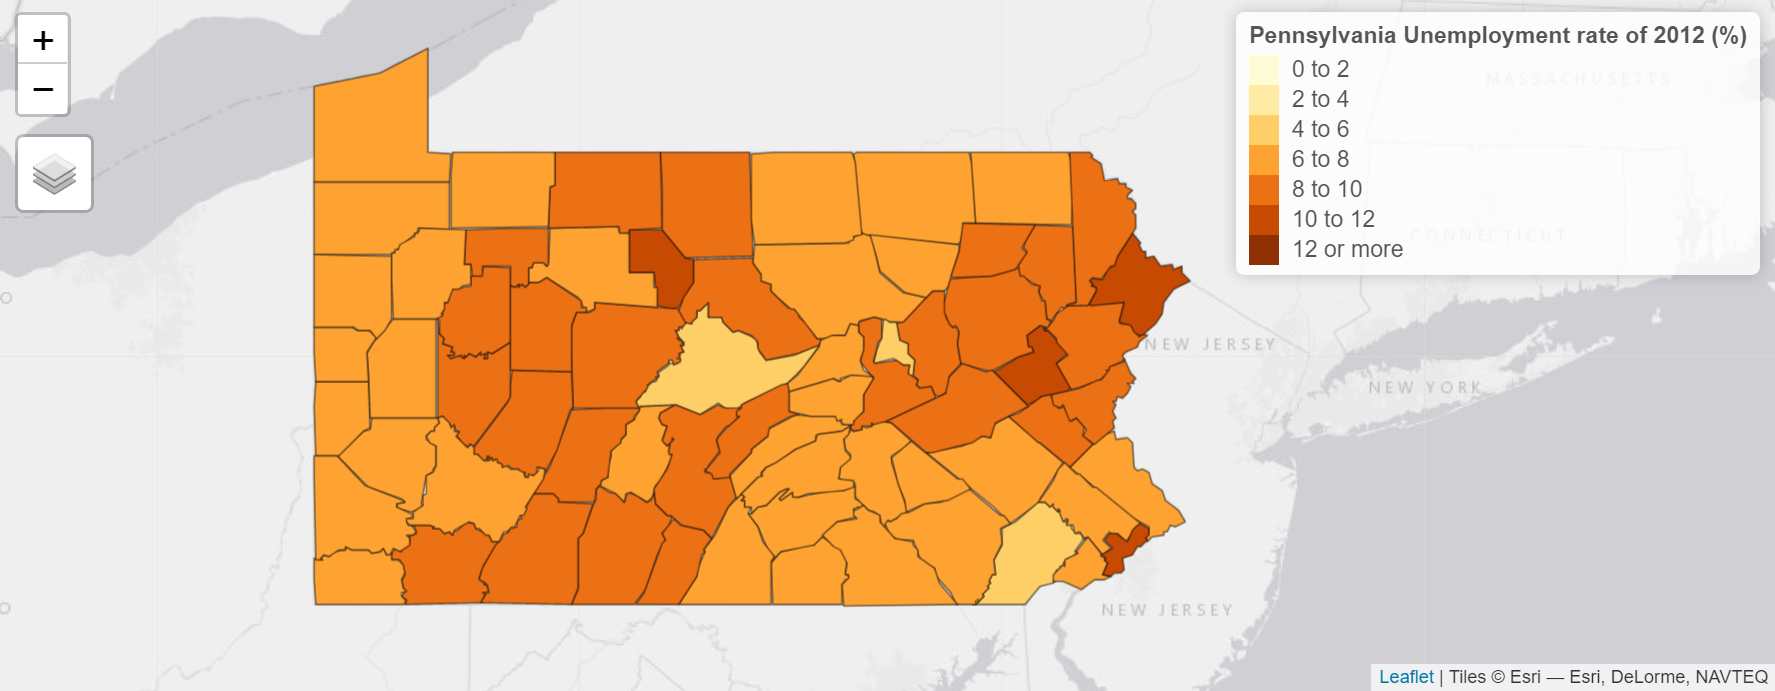 +
−
Pennsylvania Unemployment rate of 2012 (%)
0 to 2
2 to 4
4 to 6
6 to 8
8 to 10
10 to 12
12 or more
MASSACHUSETTS
CONNECTICUT
NEW JERSEY
NEW YORK
NEW JERSEY
Leaflet | Tiles © Esri — Esri, DeLorme, NAVTEQ